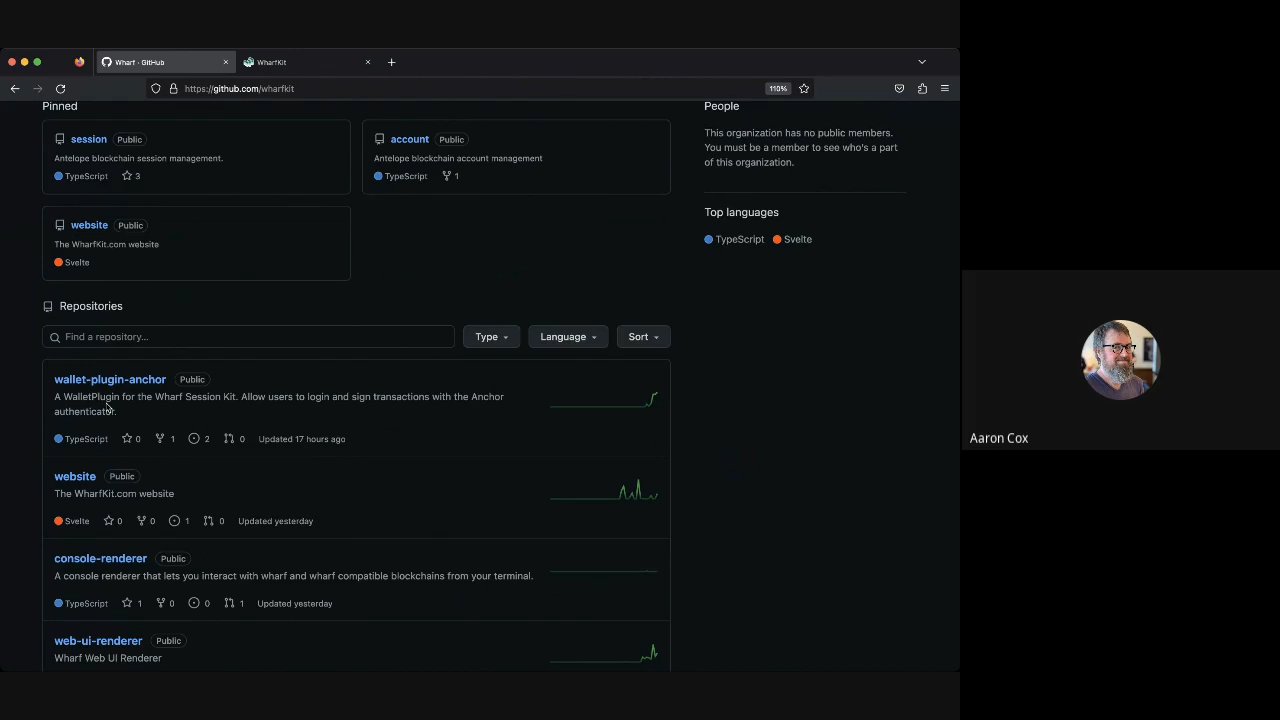 Wharf · GitHub
WharfKit
https://github.com/wharfkit
110%
Pinned
session Public
Antelope blockchain session management.
TypeScript 3
account Public
Antelope blockchain account management
TypeScript 1
website Public
The WharfKit.com website
Svelte
People
This organization has no public members.
You must be a member to see who's a part
of this organization.
Top languages
TypeScript Svelte
Repositories
Find a repository...
Type
Language
Sort
wallet-plugin-anchor Public
A WalletPlugin for the Wharf Session Kit. Allow users to login and sign transactions with the Anchor
authenticator.
TypeScript 0 1 2 0 Updated 17 hours ago
website Public
The WharfKit.com website
Svelte 0 0 1 0 Updated yesterday
console-renderer Public
A console renderer that lets you interact with wharf and wharf compatible blockchains from your terminal.
TypeScript 1 0 0 1 Updated yesterday
web-ui-renderer Public
Wharf Web UI Renderer
Aaron Cox